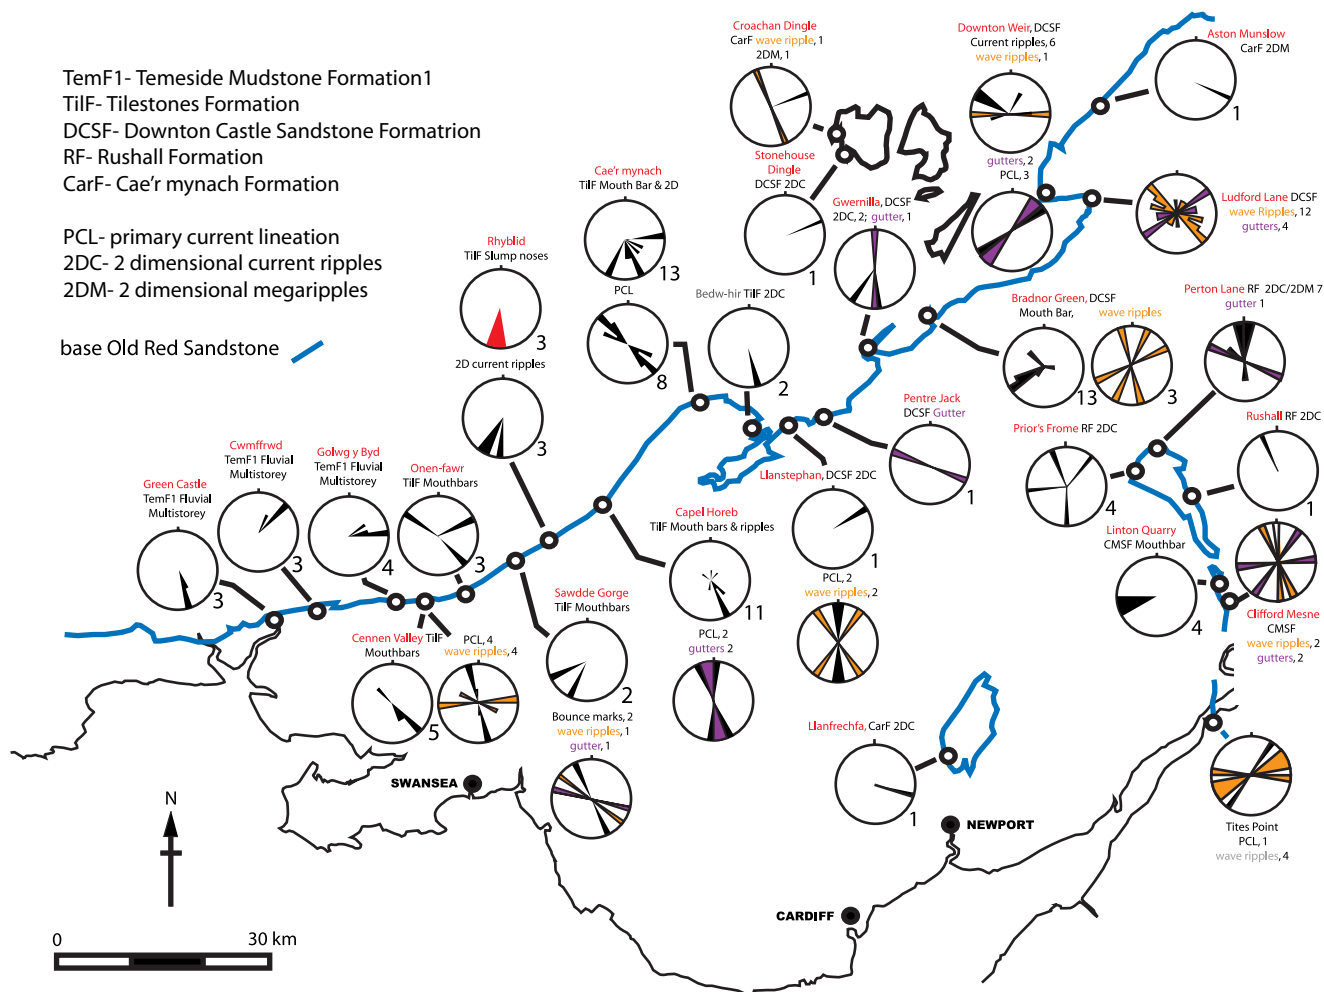 TemF1- Temeside Mudstone Formation1
TilF- Tilestones Formation
DCSF- Downton Castle Sandstone Formatrion
RF- Rushall Formation
CarF- Cae'r mynach Formation
PCL- primary current lineation
2DC- 2 dimensional current ripples
2DM- 2 dimensional megaripples
base Old Red Sandstone
Croachan Dingle
CarF wave ripple, 1
2DM, 1
Downton Weir, DCSF
Current ripples, 6
wave ripples, 1
gutters, 2
PCL, 3
Aston Munslow
CarF 2DM
1
Stonehouse
Dingle
DCSF 2DC
1
Cae'r mynach
TilF Mouth Bar & 2D
13
PCL
8
Gwernilla, DCSF
2DC, 2; gutter, 1
Ludford Lane DCSF
wave Ripples, 12
gutters, 4
Rhyblid
TilF Slump noses
3
2D current ripples
3
Bedw-hir TilF 2DC
2
Bradnor Green, DCSF
Mouth Bar,
13
wave ripples
3
Perton Lane RF 2DC/2DM 7
gutter 1
Pentre Jack
DCSF Gutter
1
Prior's Frome RF 2DC
4
Rushall RF 2DC
1
Green Castle
TemF1 Fluvial
Multistorey
3
Cwmffrwd
TemF1 Fluvial
Multistorey
3
Golwg y Byd
TemF1 Fluvial
Multistorey
4
Onen-fawr
TilF Mouthbars
3
Llanstephan, DCSF 2DC
1
PCL, 2
wave ripples, 2
Capel Horeb
TilF Mouth bars & ripples
11
PCL, 2
gutters 2
Linton Quarry
CMSF Mouthbar
4
Clifford Mesne
CMSF
wave ripples, 2
gutters, 2
Cennen Valley TilF
Mouthbars
5
PCL, 4
wave ripples, 4
Sawdde Gorge
TilF Mouthbars
2
Bounce marks, 2
wave ripples, 1
gutter, 1
Llanfrechfa, CarF 2DC
1
Tites Point
PCL, 1
wave ripples, 4
SWANSEA
NEWPORT
CARDIFF
N
0 30 km